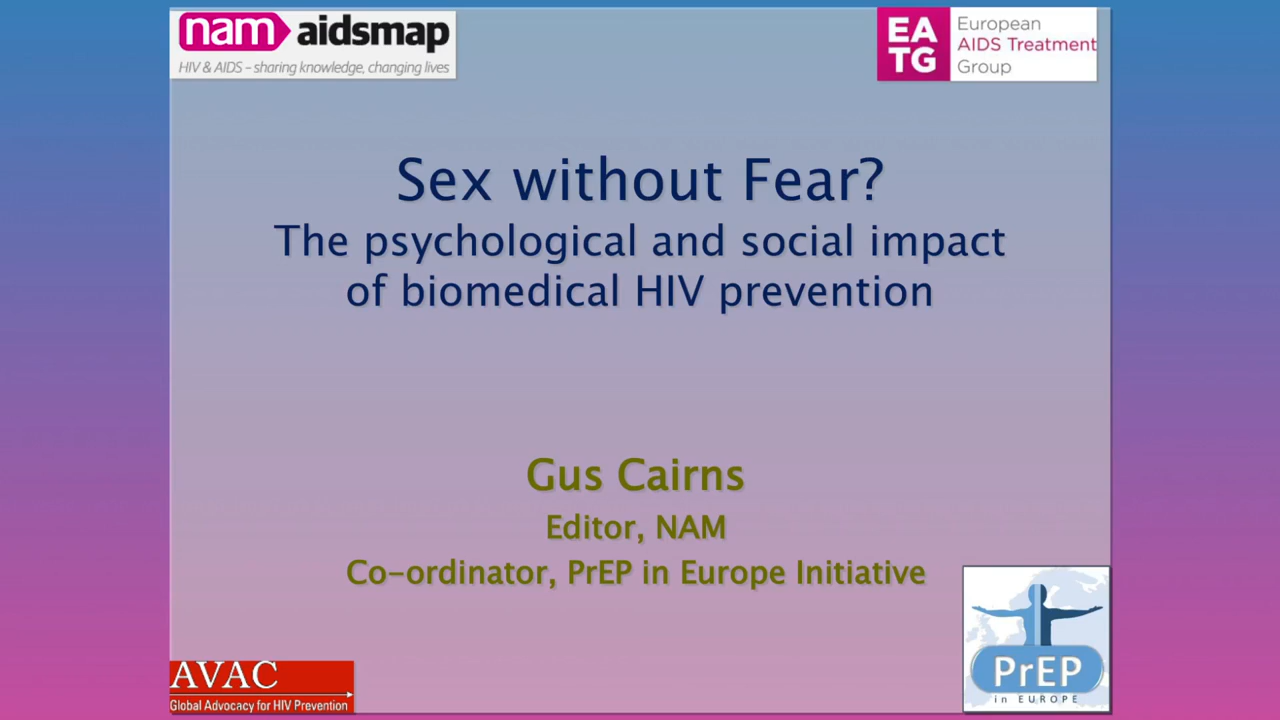 nam aidsmap
HIV & AIDS – sharing knowledge, changing lives
EA
TG
European
AIDS Treatment
Group
Sex without Fear?
The psychological and social impact
of biomedical HIV prevention
Gus Cairns
Editor, NAM
Co-ordinator, PrEP in Europe Initiative
AVAC
Global Advocacy for HIV Prevention
PrEP
in EUROPE